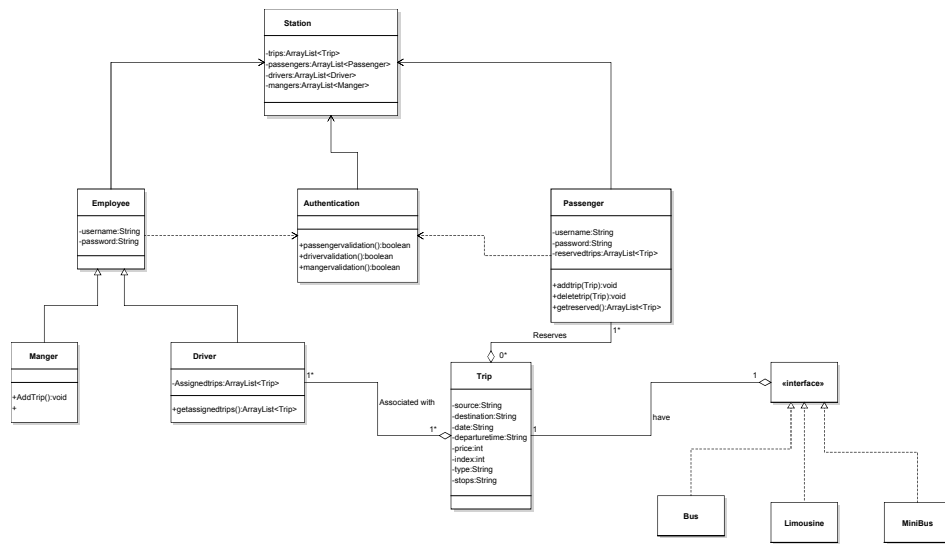 Station
-trips:ArrayList<Trip>
-passengers:ArrayList<Passenger>
-drivers:ArrayList<Driver>
-mangers:ArrayList<Manger>
Employee
-username:String
-password:String
Authentication
+passengervalidation():boolean
+drivervalidation():boolean
+mangervalidation():boolean
Passenger
-username:String
-password:String
-reservedtrips:ArrayList<Trip>
+addtrip(Trip):void
+deletetrip(Trip):void
+getreserved():ArrayList<Trip>
Manger
+AddTrip():void
+
Driver
-Assignedtrips:ArrayList<Trip>
+getassignedtrips():ArrayList<Trip>
1*
Associated with
1*
Reserves
1*
0*
Trip
-source:String
-destination:String
-date:String
-departuretime:String
-price:int
-index:int
-type:String
-stops:String
1
have
1
«interface»
Bus
Limousine
MiniBus